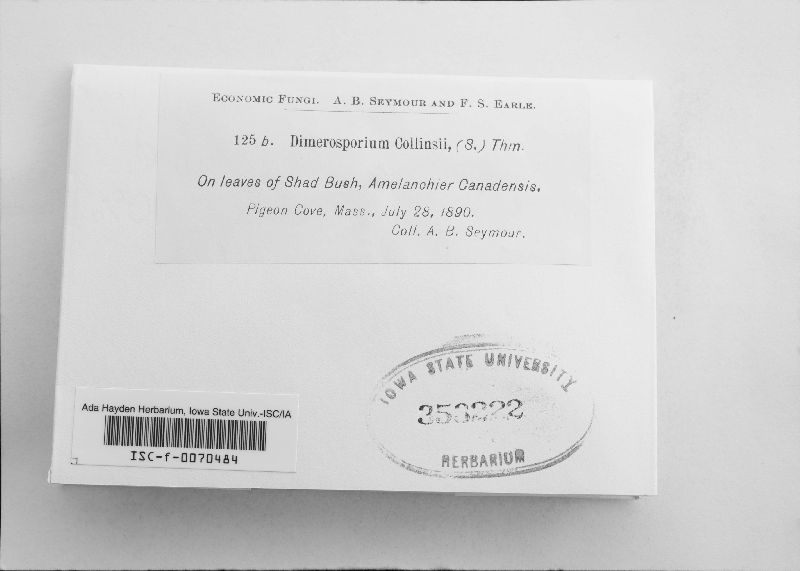 ECONOMIC FUNGI. A. B. SEYMOUR AND F. S. EARLE.
125 b. Dimerosporium Collinsii, (S.) Thm.
On leaves of Shad Bush, Amelanchier Canadensis.
Pigeon Cove, Mass., July 28, 1890.
Coll. A. B. Seymour.
IOWA STATE UNIVERSITY
353222
HERBARIUM
Ada Hayden Herbarium, Iowa State Univ.-ISC/IA
ISC-f-0070484